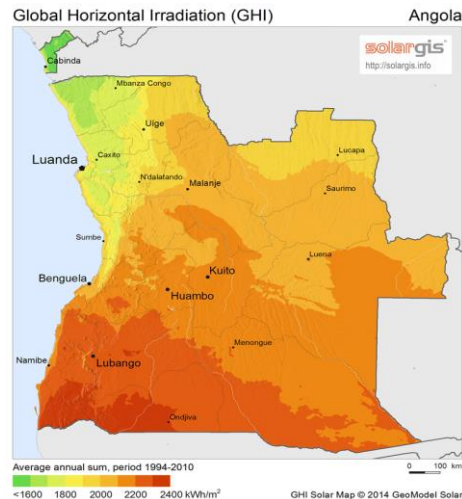 Global Horizontal Irradiation (GHI) Angola
solargis
http://solargis.info
Cabinda
Mbanza Congo
Uíge
Lucapa
Luanda
Caxito
N'dalatando
Malanje
Saurimo
Sumbe
Luena
Kuito
Benguela
Huambo
Menongue
Namibe
Lubango
Ondjiva
Average annual sum, period 1994-2010
0 100 km
<1600 1800 2000 2200 2400 kWh/m²
GHI Solar Map © 2014 GeoModel Solar